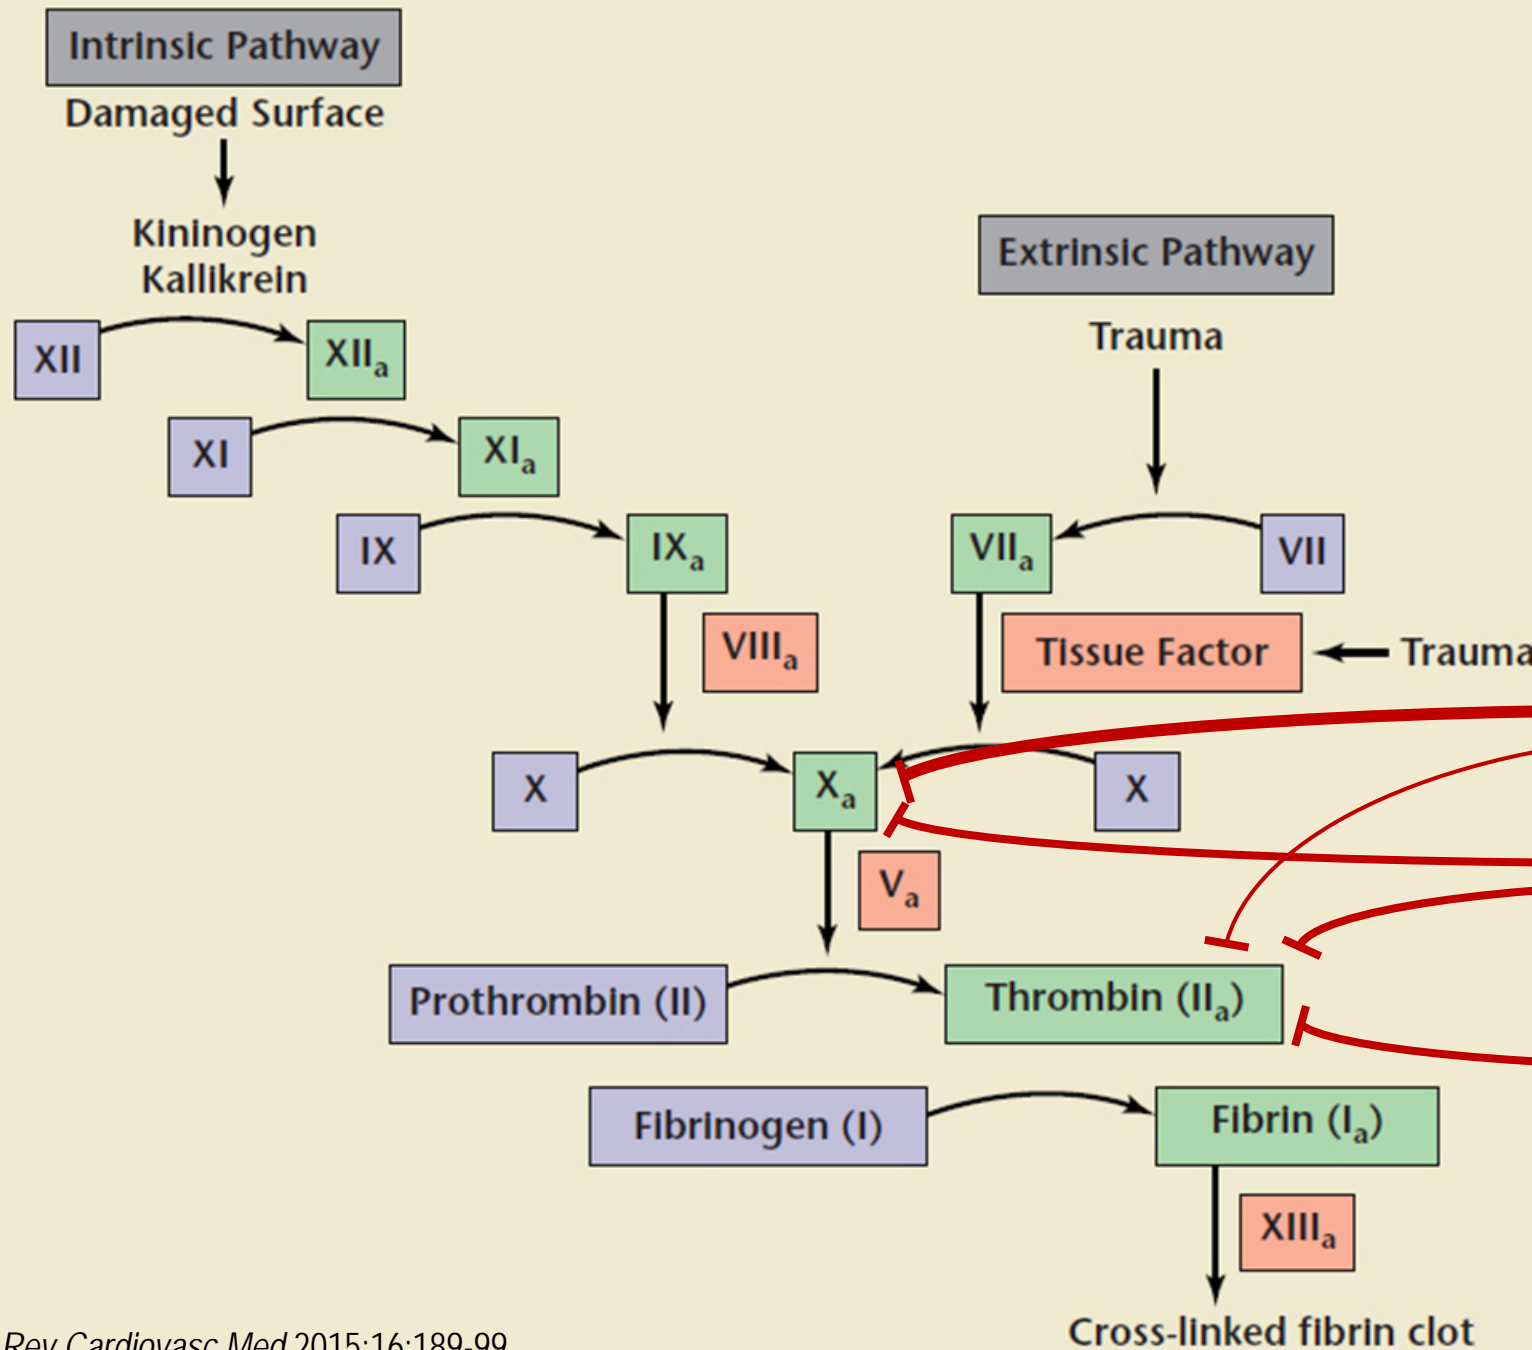 Intrinsic Pathway
Damaged Surface
Kininogen
Kallikrein
Extrinsic Pathway
Trauma
XII
XIIa
XI
XIa
IX
IXa
VIIa
VII
VIIIa
Tissue Factor
Trauma
X
Xa
X
Va
Prothrombin (II)
Thrombin (IIa)
Fibrinogen (I)
Fibrin (Ia)
XIIIa
Cross-linked fibrin clot
Rev Cardiovasc Med 2015;16:189-99